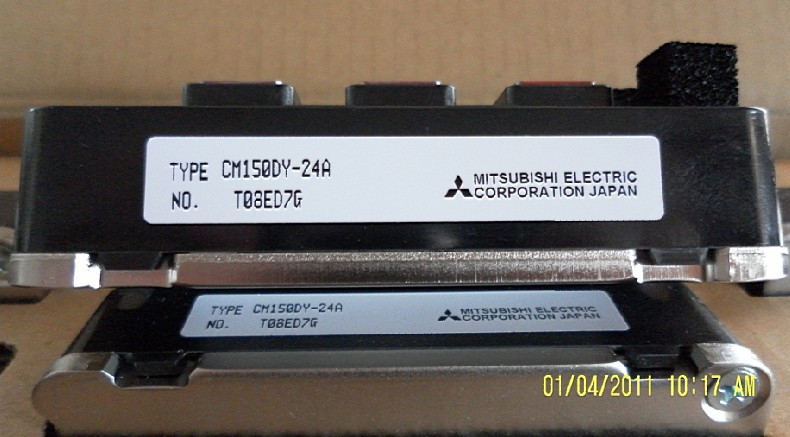 TYPE CM150DY-24A
NO. T08ED7G
MITSUBISHI ELECTRIC
CORPORATION JAPAN
TYPE CM150DY-24A
NO. T08ED7G
MITSUBISHI ELECTRIC
CORPORATION JAPAN
01/04/2011 10:17 AM